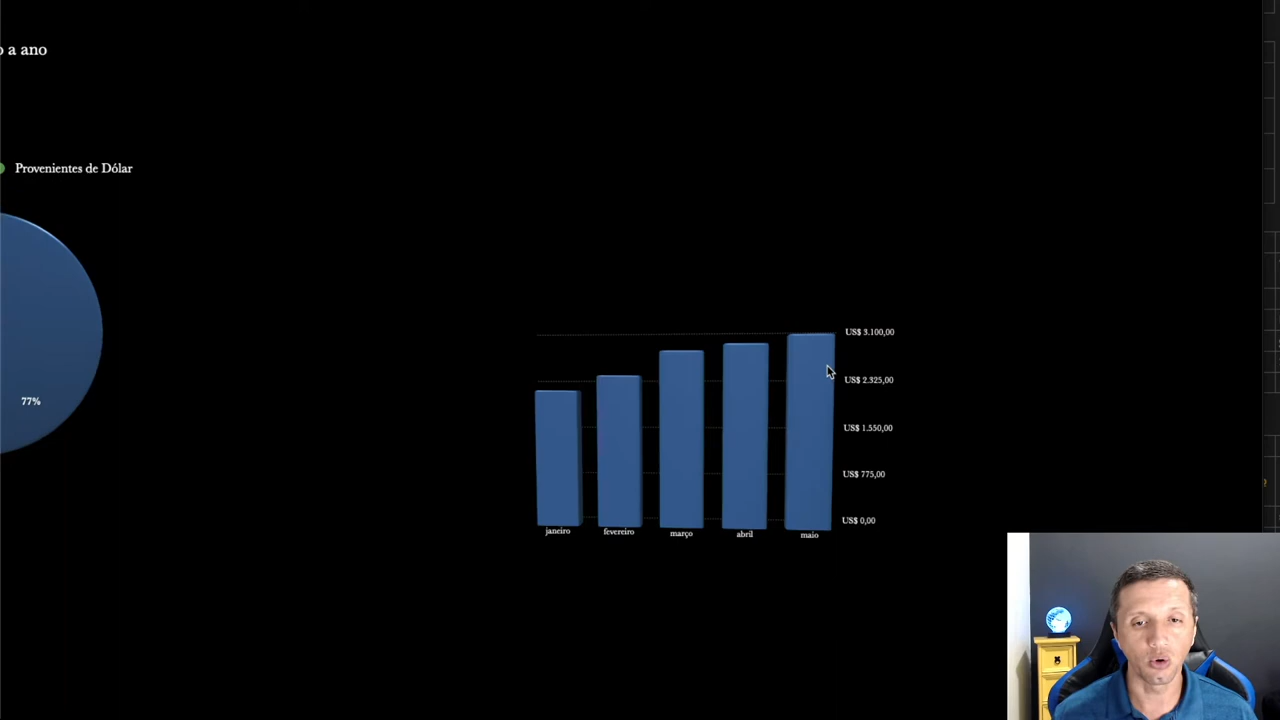 o a ano
Provenientes de Dólar
77%
US$ 3.100,00
US$ 2.325,00
US$ 1.550,00
US$ 775,00
US$ 0,00
janeiro fevereiro março abril maio